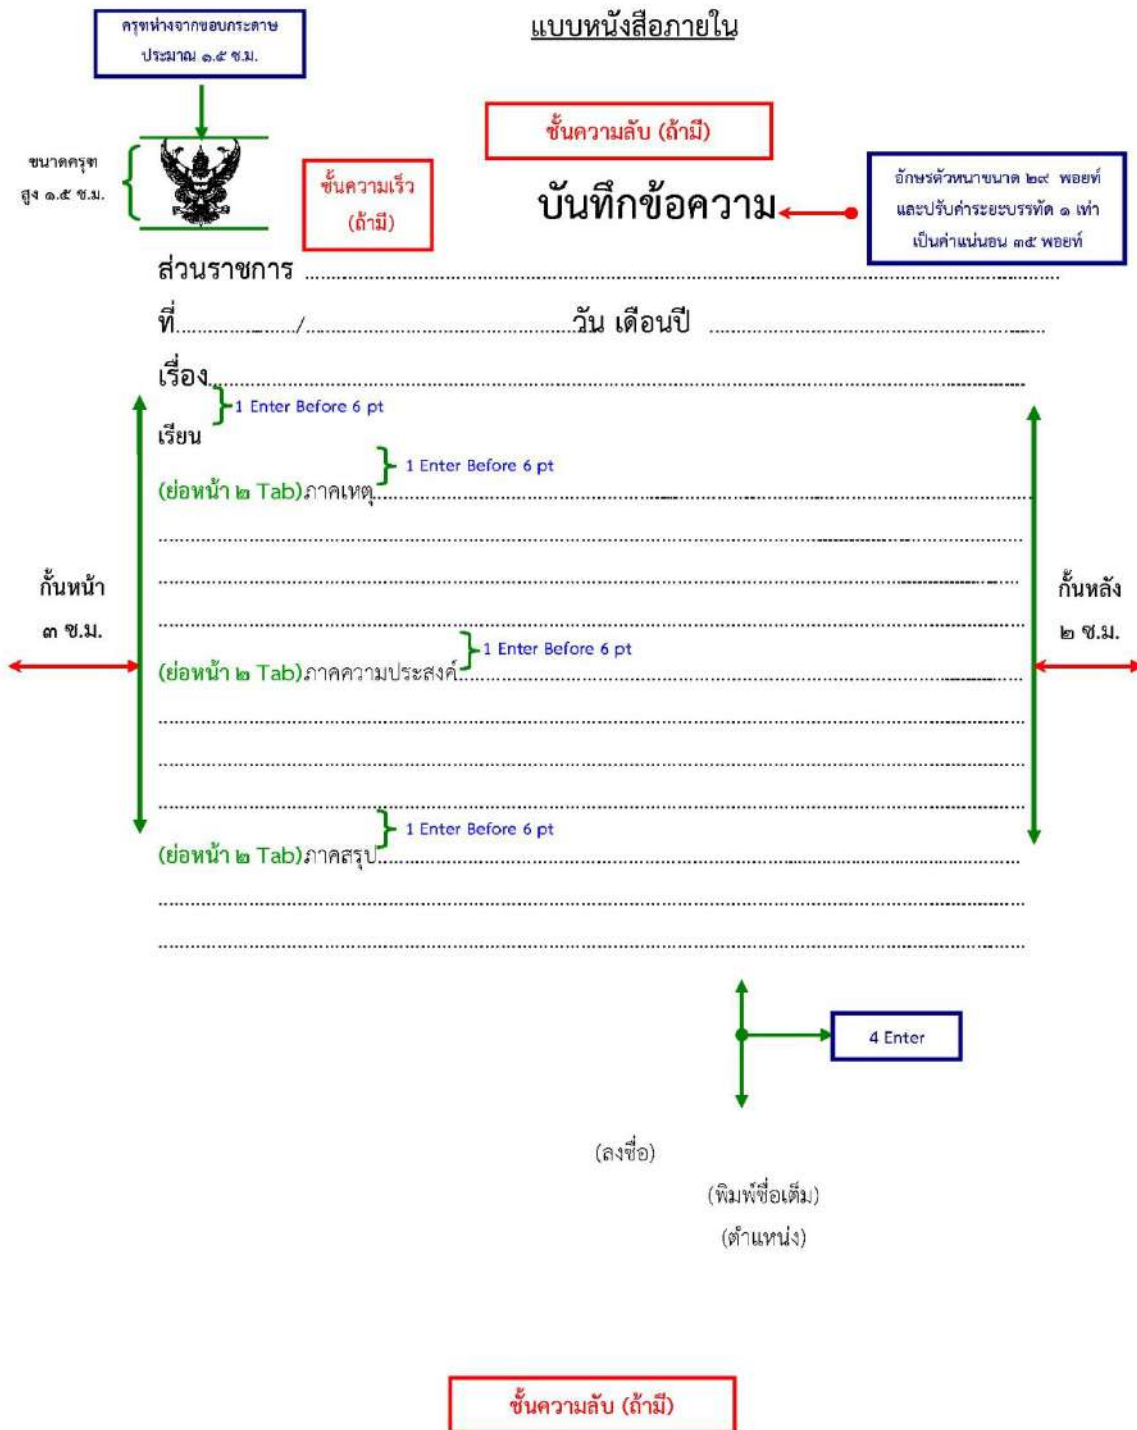 แบบหนังสือภายใน
ครุฑห่างจากขอบกระดาษ
ประมาณ ๑.๕ ซ.ม.
ขนาดครุฑ
สูง ๑.๕ ซ.ม.
ชั้นความเร็ว
(ถ้ามี)
ชั้นความลับ (ถ้ามี)
บันทึกข้อความ
อักษรตัวหนาขนาด ๒๙ พอยท์
และปรับค่าระยะบรรทัด ๑ เท่า
เป็นค่าแน่นอน ๓๕ พอยท์
ส่วนราชการ ........................................
ที่..................../........................................วัน เดือนปี ........................................
เรื่อง........................................
1 Enter Before 6 pt
เรียน
1 Enter Before 6 pt
(ย่อหน้า ๒ Tab)ภาคเหตุ........................................
กั้นหน้า
๓ ซ.ม.
กั้นหลัง
๒ ซ.ม.
1 Enter Before 6 pt
(ย่อหน้า ๒ Tab)ภาคความประสงค์........................................
1 Enter Before 6 pt
(ย่อหน้า ๒ Tab)ภาคสรุป........................................
4 Enter
(ลงชื่อ)
(พิมพ์ชื่อเต็ม)
(ตำแหน่ง)
ชั้นความลับ (ถ้ามี)